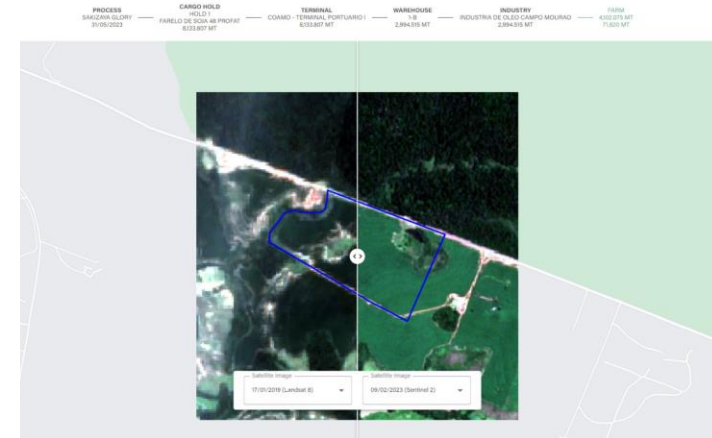 PROCESS
SAKIZAYA GLORY
31/05/2023
CARGO HOLD
HOLD 1
FARELO DE SOJA 48 PROFAT
8,133.807 MT
TERMINAL
COAMO - TERMINAL PORTUARIO I
8,133.807 MT
WAREHOUSE
1-B
2,994.515 MT
INDUSTRY
INDUSTRIA DE OLEO CAMPO MOURAO
2,994.515 MT
FARM
Satellite Image
17/01/2019 (Landsat 8)
Satellite Image
09/02/2023 (Sentinel 2)